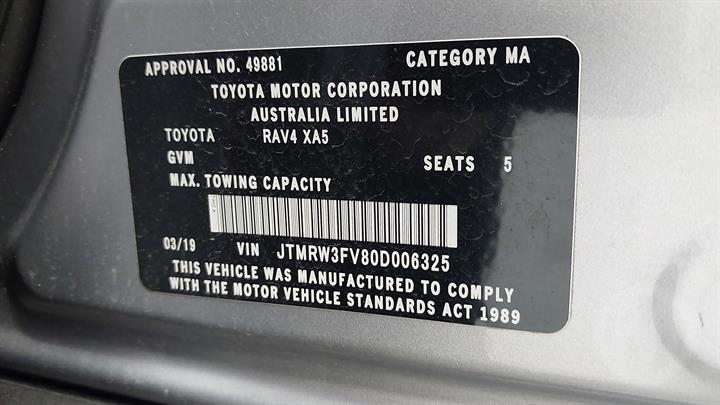 APPROVAL NO. 49881 CATEGORY MA
TOYOTA MOTOR CORPORATION
AUSTRALIA LIMITED
TOYOTA RAV4 XA5
GVM SEATS 5
MAX. TOWING CAPACITY
03/19 VIN JTMRW3FV80D006325
THIS VEHICLE WAS MANUFACTURED TO COMPLY
WITH THE MOTOR VEHICLE STANDARDS ACT 1989